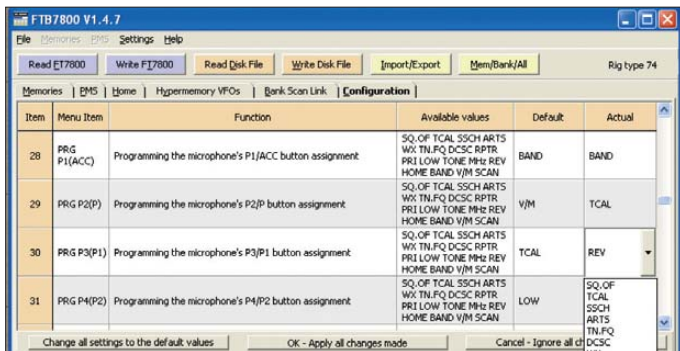 FTB7800 V1.4.7
File Memories PMS Settings Help
Read FT7800 Write FT7800 Read Disk File Write Disk File Import/Export Mem/Bank/All Rig type 74
Memories PMS Home Hypermemory VFOs Bank Scan Link Configuration
Item Menu Item Function Available values Default Actual
28 PRG P1(ACC) Programming the microphone's P1/ACC button assignment SQ.OF TCAL SSCH ARTS WX TN.FQ DCSC RPTR PRI LOW TONE MHz REV HOME BAND V/M SCAN BAND BAND
29 PRG P2(P) Programming the microphone's P2/P button assignment SQ.OF TCAL SSCH ARTS WX TN.FQ DCSC RPTR PRI LOW TONE MHz REV HOME BAND V/M SCAN V/M TCAL
30 PRG P3(P1) Programming the microphone's P3/P1 button assignment SQ.OF TCAL SSCH ARTS WX TN.FQ DCSC RPTR PRI LOW TONE MHz REV HOME BAND V/M SCAN TCAL REV
31 PRG P4(P2) Programming the microphone's P4/P2 button assignment SQ.OF TCAL SSCH ARTS WX TN.FQ DCSC RPTR PRI LOW TONE MHz REV HOME BAND V/M SCAN LOW
SQ.OF
TCAL
SSCH
ARTS
TN.FQ
DCSC
Change all settings to the default values OK - Apply all changes made Cancel - Ignore all